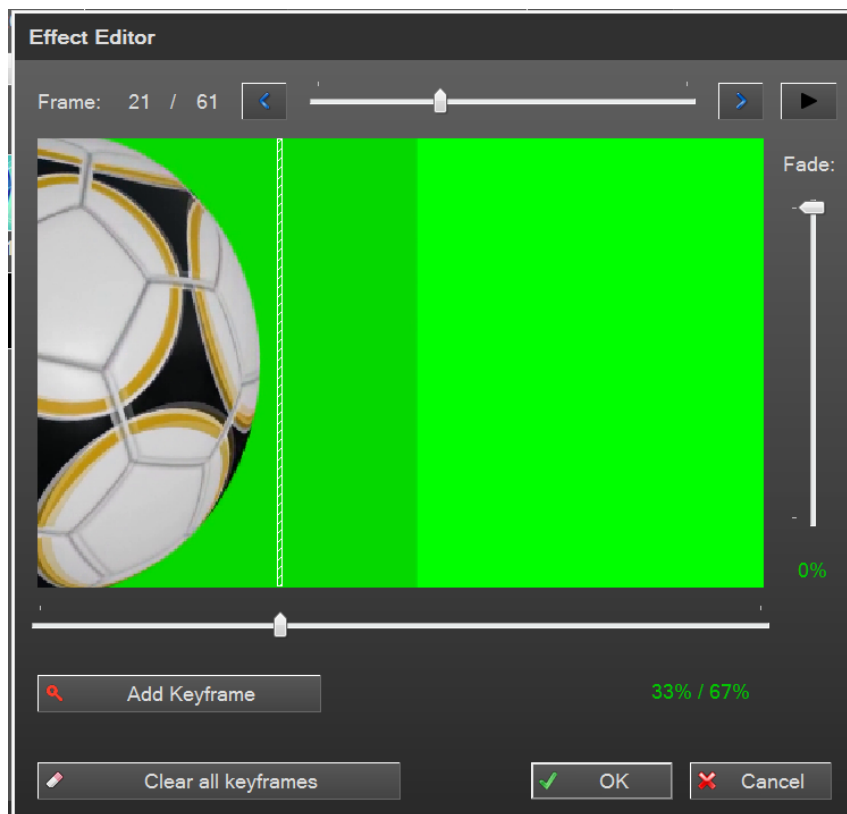 Effect Editor
Frame: 21 / 61
Fade:
0%
Add Keyframe
33% / 67%
Clear all keyframes
OK
Cancel